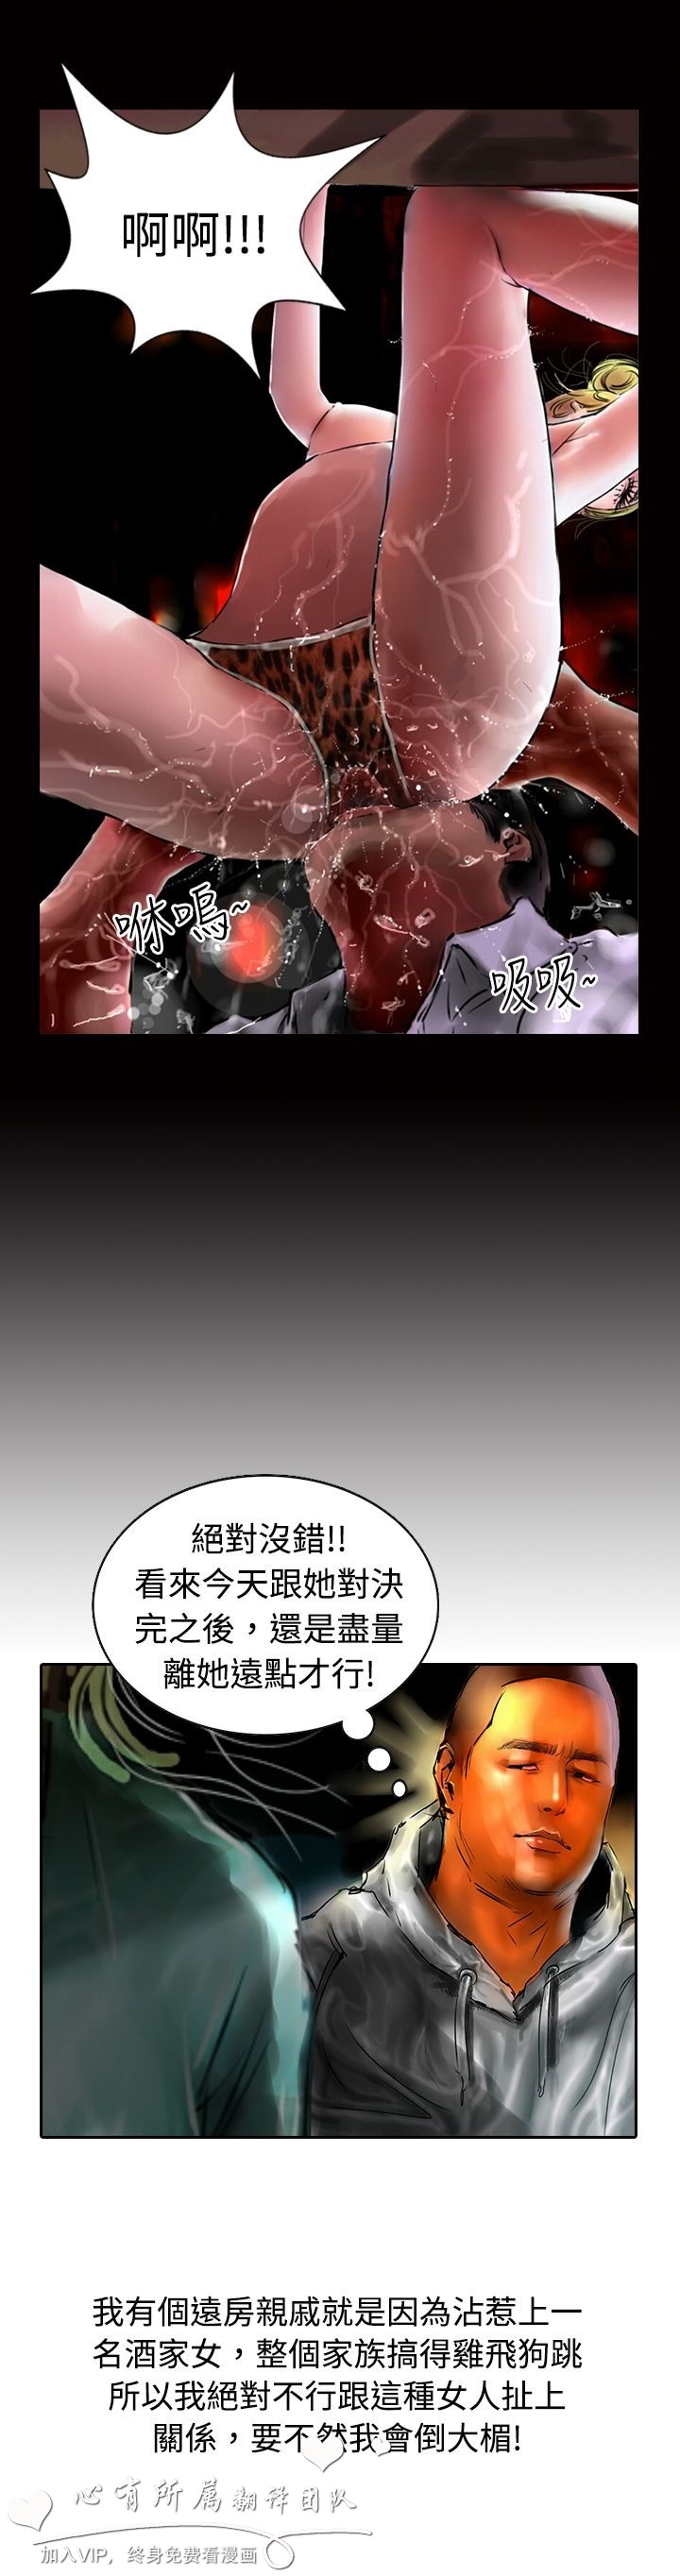 啊啊!!!
咻嗚~
吸吸~
絕對沒錯!!
看來今天跟她對決
完之後，還是盡量
離她遠點才行!
我有個遠房親戚就是因為沾惹上一
名酒家女，整個家族搞得雞飛狗跳
所以我絕對不行跟這種女人扯上
關係，要不然我會倒大楣!
心有所属翻译团队
加入VIP，终身免费看漫画